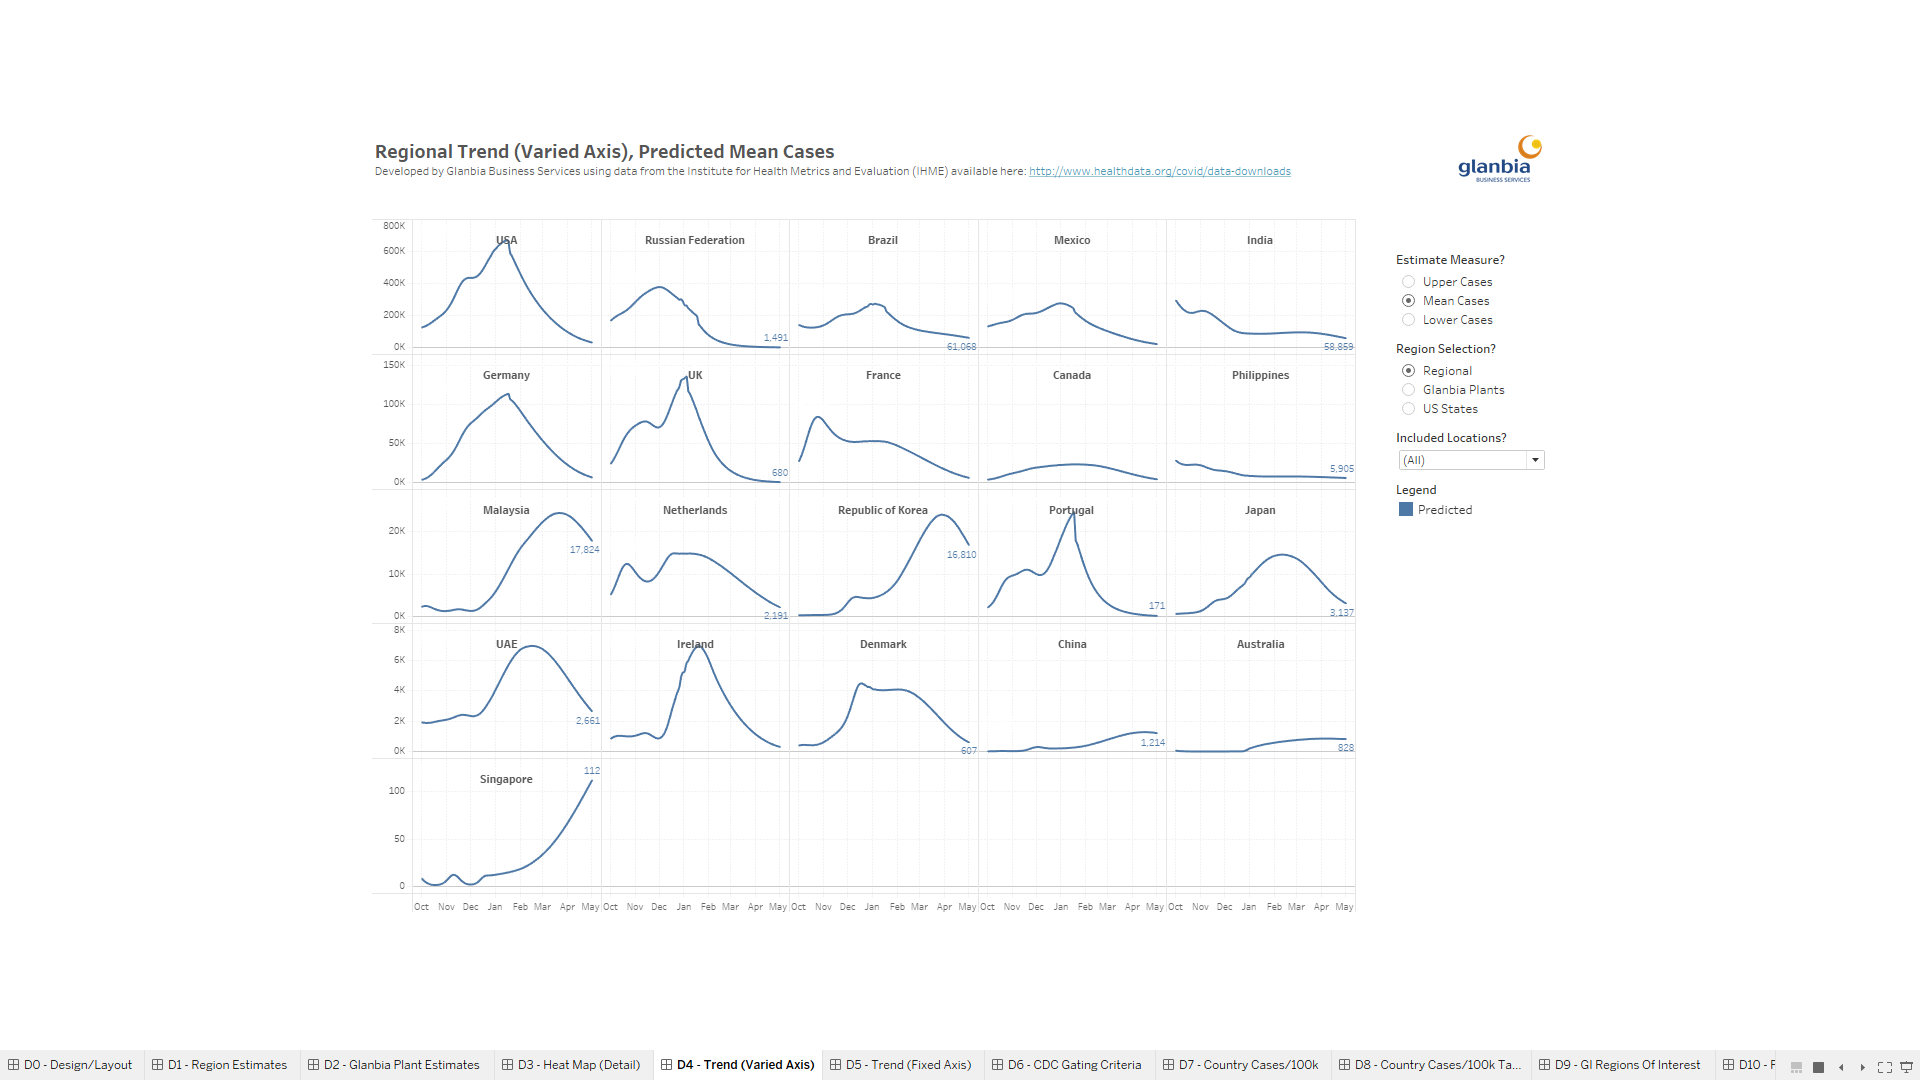 Regional Trend (Varied Axis), Predicted Mean Cases
Developed by Glanbia Business Services using data from the Institute for Health Metrics and Evaluation (IHME) available here: http://www.healthdata.org/covid/data-downloads
glanbia
BUSINESS SERVICES
800K
600K
400K
200K
0K
USA
Russian Federation
1,491
Brazil
61,068
Mexico
India
58,859
150K
100K
50K
0K
Germany
UK
680
France
Canada
Philippines
5,905
20K
10K
0K
Malaysia
17,824
Netherlands
2,191
Republic of Korea
16,810
Portugal
171
Japan
3,137
8K
6K
4K
2K
0K
UAE
2,661
Ireland
Denmark
607
China
1,214
Australia
828
100
50
0
Singapore
112
Oct Nov Dec Jan Feb Mar Apr May Oct Nov Dec Jan Feb Mar Apr May Oct Nov Dec Jan Feb Mar Apr May Oct Nov Dec Jan Feb Mar Apr May Oct Nov Dec Jan Feb Mar Apr May
Estimate Measure?
Upper Cases
Mean Cases
Lower Cases
Region Selection?
Regional
Glanbia Plants
US States
Included Locations?
(All)
Legend
Predicted
D0 - Design/Layout D1 - Region Estimates D2 - Glanbia Plant Estimates D3 - Heat Map (Detail) D4 - Trend (Varied Axis) D5 - Trend (Fixed Axis) D6 - CDC Gating Criteria D7 - Country Cases/100k D8 - Country Cases/100k Ta... D9 - GI Regions Of Interest D10 -